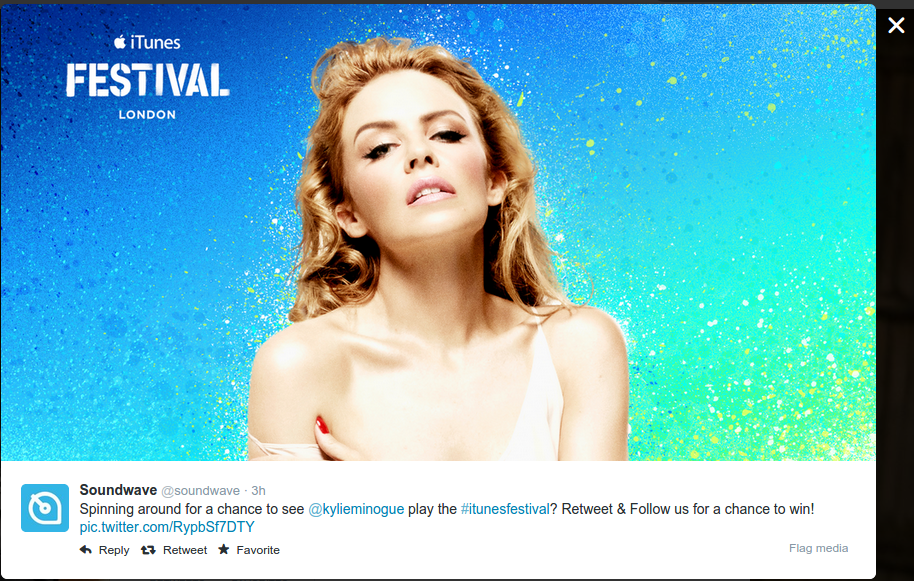 iTunes
FESTIVAL
LONDON
Soundwave @soundwave · 3h
Spinning around for a chance to see @kylieminogue play the #itunesfestival? Retweet & Follow us for a chance to win!
pic.twitter.com/RypbSf7DTY
Reply Retweet Favorite Flag media